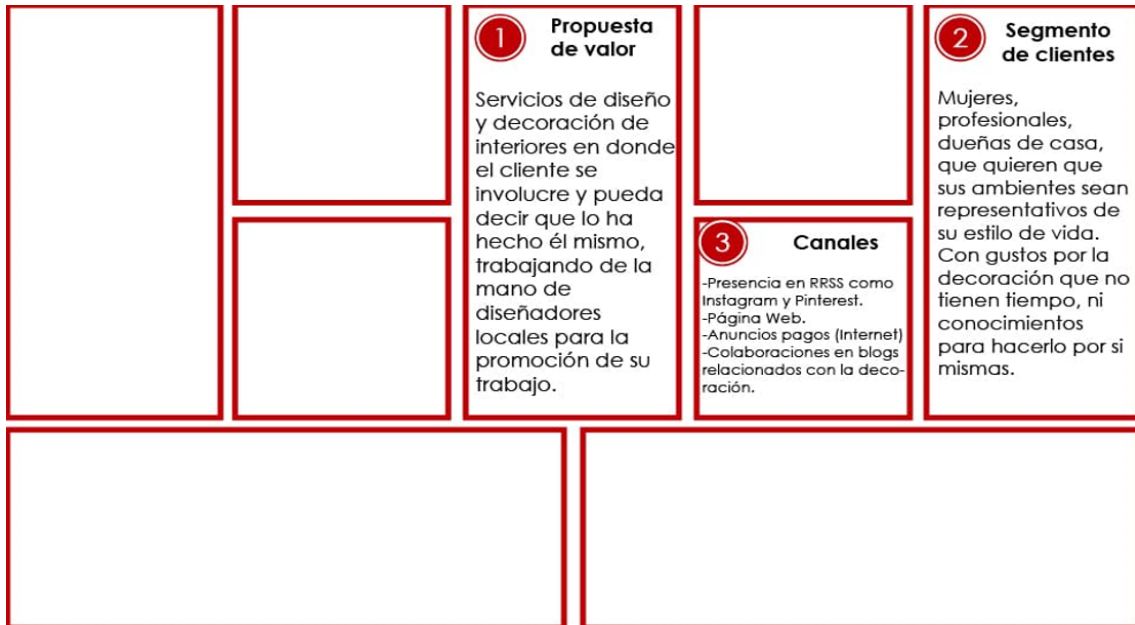 1
Propuesta
de valor
Servicios de diseño
y decoración de
interiores en donde
el cliente se
involucre y pueda
decir que lo ha
hecho él mismo,
trabajando de la
mano de
diseñadores
locales para la
promoción de su
trabajo.
2
Segmento
de clientes
Mujeres,
profesionales,
dueñas de casa,
que quieren que
sus ambientes sean
representativos de
su estilo de vida.
Con gustos por la
decoración que no
tienen tiempo, ni
conocimientos
para hacerlo por si
mismas.
3
Canales
-Presencia en RRSS como
Instagram y Pinterest.
-Página Web.
-Anuncios pagos (Internet)
-Colaboraciones en blogs
relacionados con la deco-
ración.